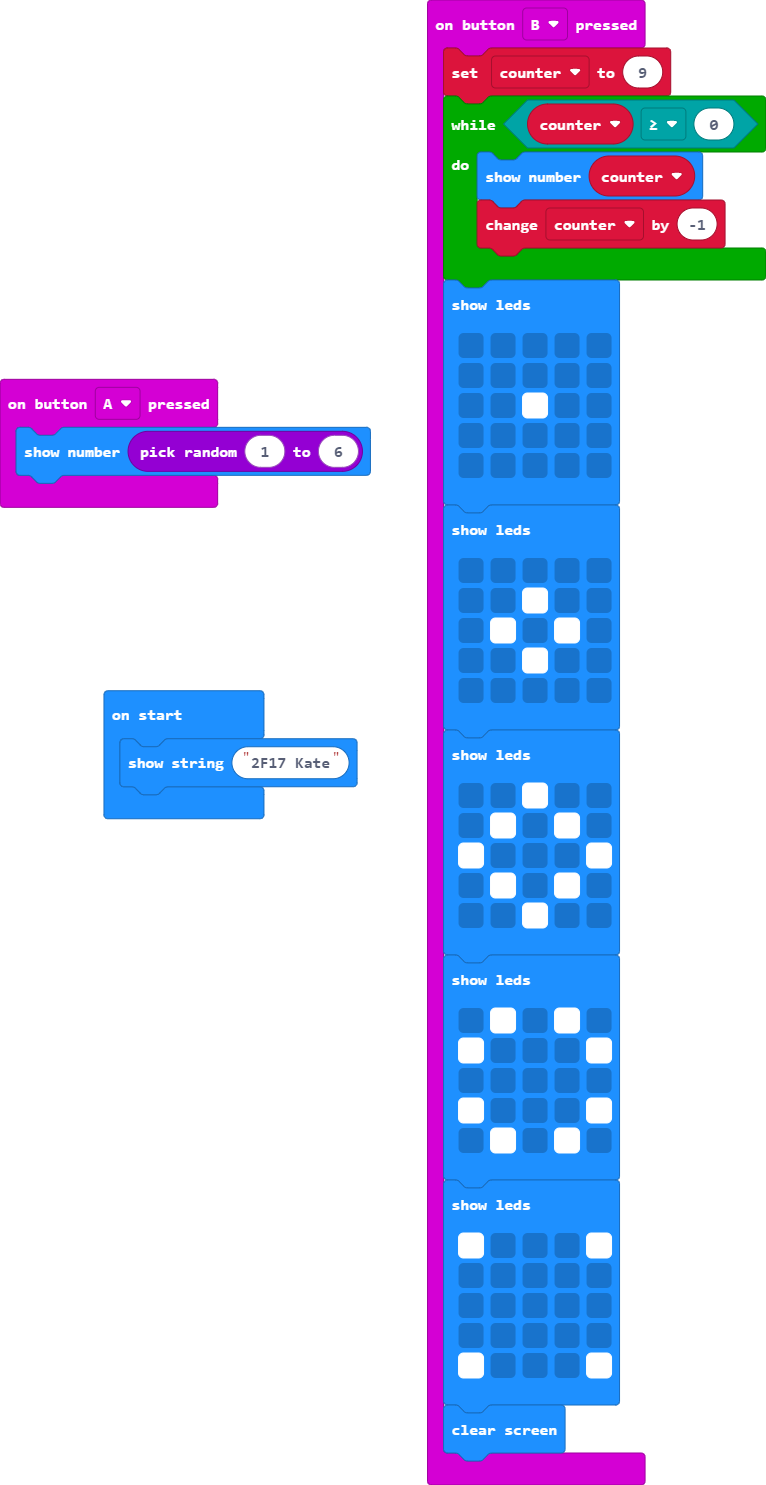 on button A pressed
show number pick random 1 to 6
on start
show string "2F17 Kate"
on button B pressed
set counter to 9
while counter ≥ 0
do
show number counter
change counter by -1
show leds
show leds
show leds
show leds
show leds
clear screen